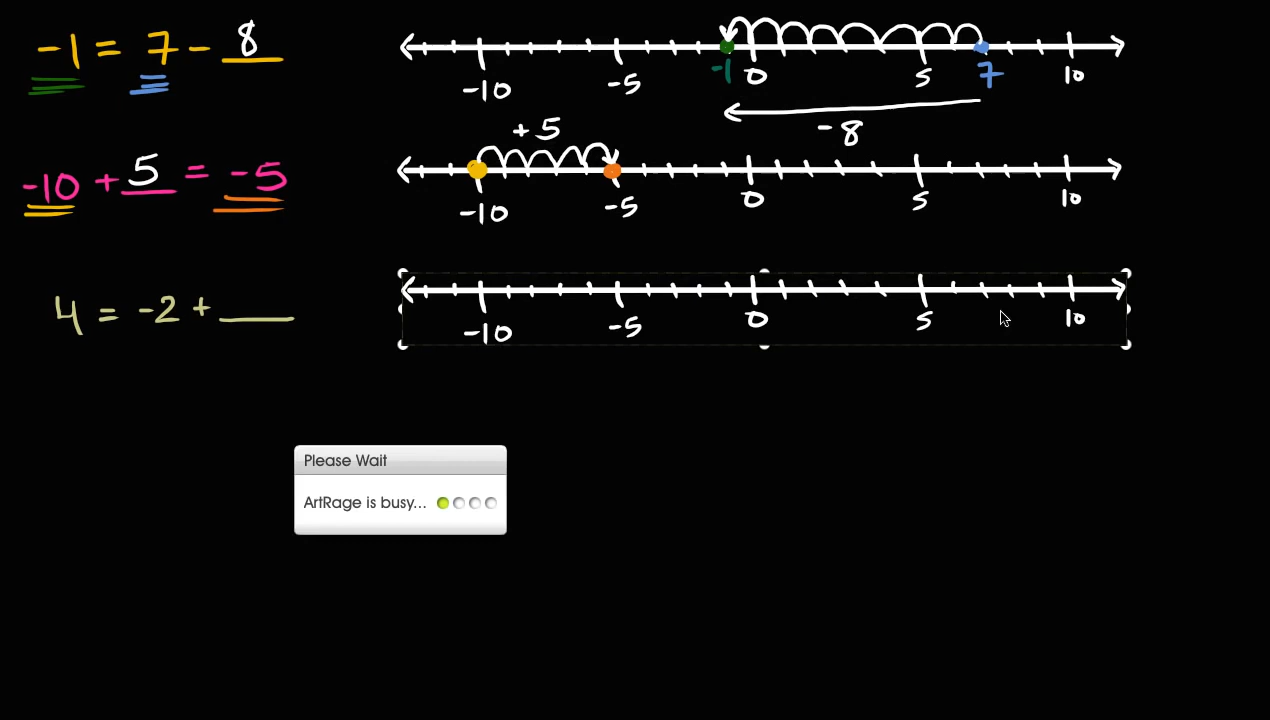 -1 = 7 - 8
-1 0 5 7 10
-10 -5
-8
+5
-10 + 5 = -5
-10 -5 0 5 10
4 = -2 + ___
-10 -5 0 5 10
Please Wait
ArtRage is busy...